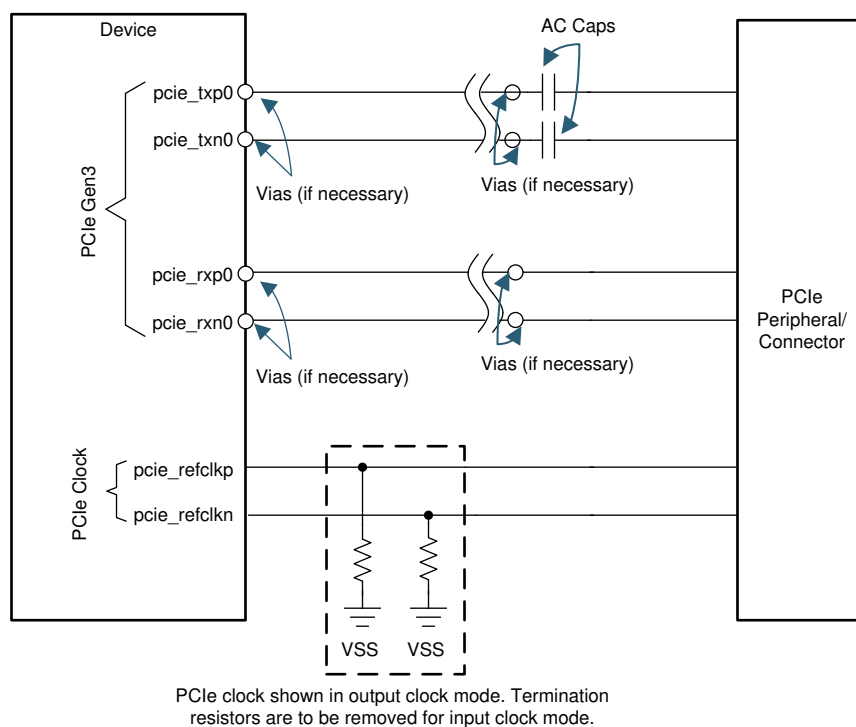 Device
AC Caps
pcie_txp0
pcie_txn0
Vias (if necessary)
Vias (if necessary)
PCIe Gen3
pcie_rxp0
pcie_rxn0
Vias (if necessary)
Vias (if necessary)
PCIe
Peripheral/
Connector
PCIe Clock
pcie_refclkp
pcie_refclkn
VSS
VSS
PCIe clock shown in output clock mode. Termination
resistors are to be removed for input clock mode.